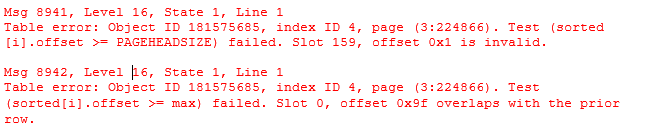 Msg 8941, Level 16, State 1, Line 1
Table error: Object ID 181575685, index ID 4, page (3:224866). Test (sorted
[i].offset >= PAGEHEADSIZE) failed. Slot 159, offset 0x1 is invalid.
Msg 8942, Level 16, State 1, Line 1
Table error: Object ID 181575685, index ID 4, page (3:224866). Test
(sorted[i].offset >= max) failed. Slot 0, offset 0x9f overlaps with the prior
row.